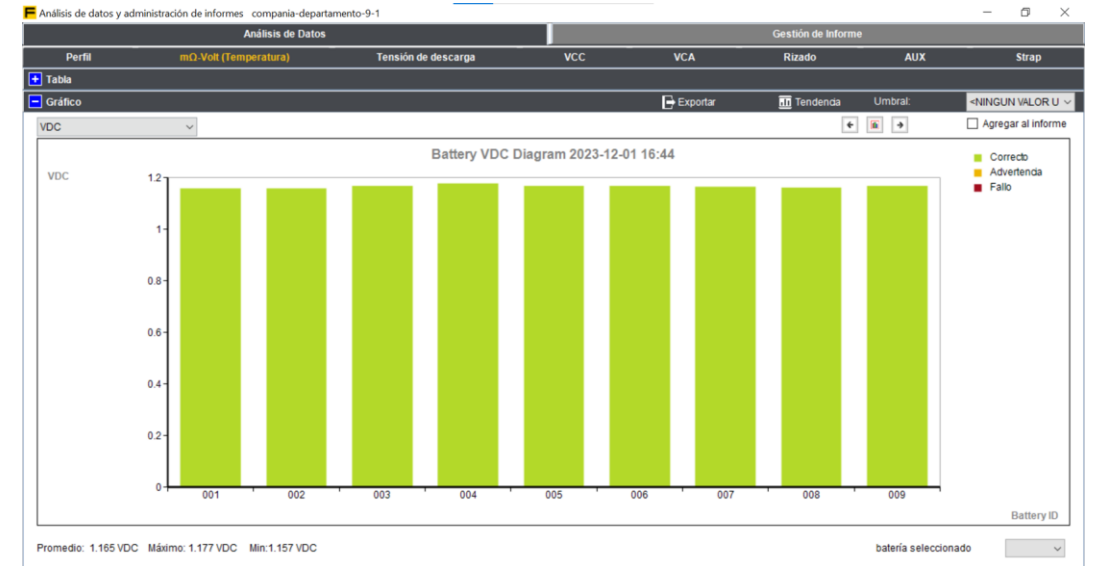 F Análisis de datos y administración de informes compania-departamento-9-1
Análisis de Datos Gestión de Informe
Perfil mΩ-Volt (Temperatura) Tensión de descarga VCC VCA Rizado AUX Strap
+ Tabla
− Gráfico Exportar Tendencia Umbral: <NINGUN VALOR U
VDC Agregar al informe
Battery VDC Diagram 2023-12-01 16:44
Correcto
Advertencia
Fallo
VDC
1.2
1
0.8
0.6
0.4
0.2
0
001 002 003 004 005 006 007 008 009
Battery ID
Promedio: 1.165 VDC Máximo: 1.177 VDC Min:1.157 VDC batería seleccionado